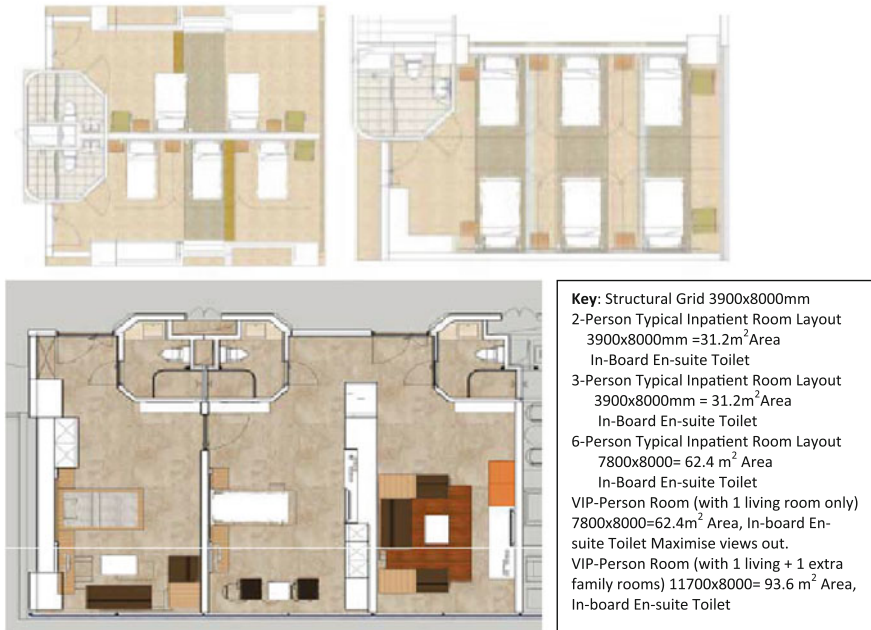 Key: Structural Grid 3900x8000mm
2-Person Typical Inpatient Room Layout
3900x8000mm =31.2m²Area
In-Board En-suite Toilet
3-Person Typical Inpatient Room Layout
3900x8000mm = 31.2m²Area
In-Board En-suite Toilet
6-Person Typical Inpatient Room Layout
7800x8000= 62.4 m² Area
In-Board En-suite Toilet
VIP-Person Room (with 1 living room only)
7800x8000=62.4m² Area, In-board En-
suite Toilet Maximise views out.
VIP-Person Room (with 1 living + 1 extra
family rooms) 11700x8000= 93.6 m² Area,
In-board En-suite Toilet